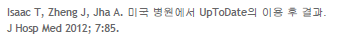 Isaac T, Zheng J, Jha A. 미국 병원에서 UpToDate의 이용 후 결과.
J Hosp Med 2012; 7:85.